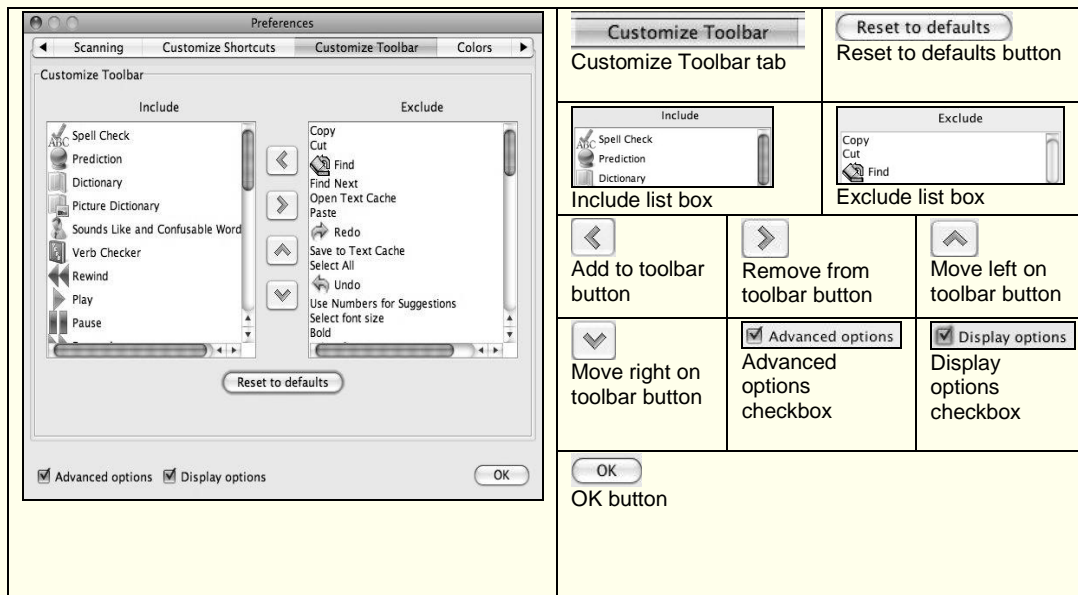 Preferences
Scanning Customize Shortcuts Customize Toolbar Colors
Customize Toolbar
Include
Spell Check
Prediction
Dictionary
Picture Dictionary
Sounds Like and Confusable Word
Verb Checker
Rewind
Play
Pause
Exclude
Copy
Cut
Find
Find Next
Open Text Cache
Paste
Redo
Save to Text Cache
Select All
Undo
Use Numbers for Suggestions
Select font size
Bold
Reset to defaults
Advanced options Display options
OK
Customize Toolbar
Customize Toolbar tab
Reset to defaults
Reset to defaults button
Include
ABC Spell Check
Prediction
Dictionary
Include list box
Exclude
Copy
Cut
Find
Exclude list box
Add to toolbar
button
Remove from
toolbar button
Move left on
toolbar button
Move right on
toolbar button
Advanced options
Advanced
options
checkbox
Display options
Display
options
checkbox
OK
OK button